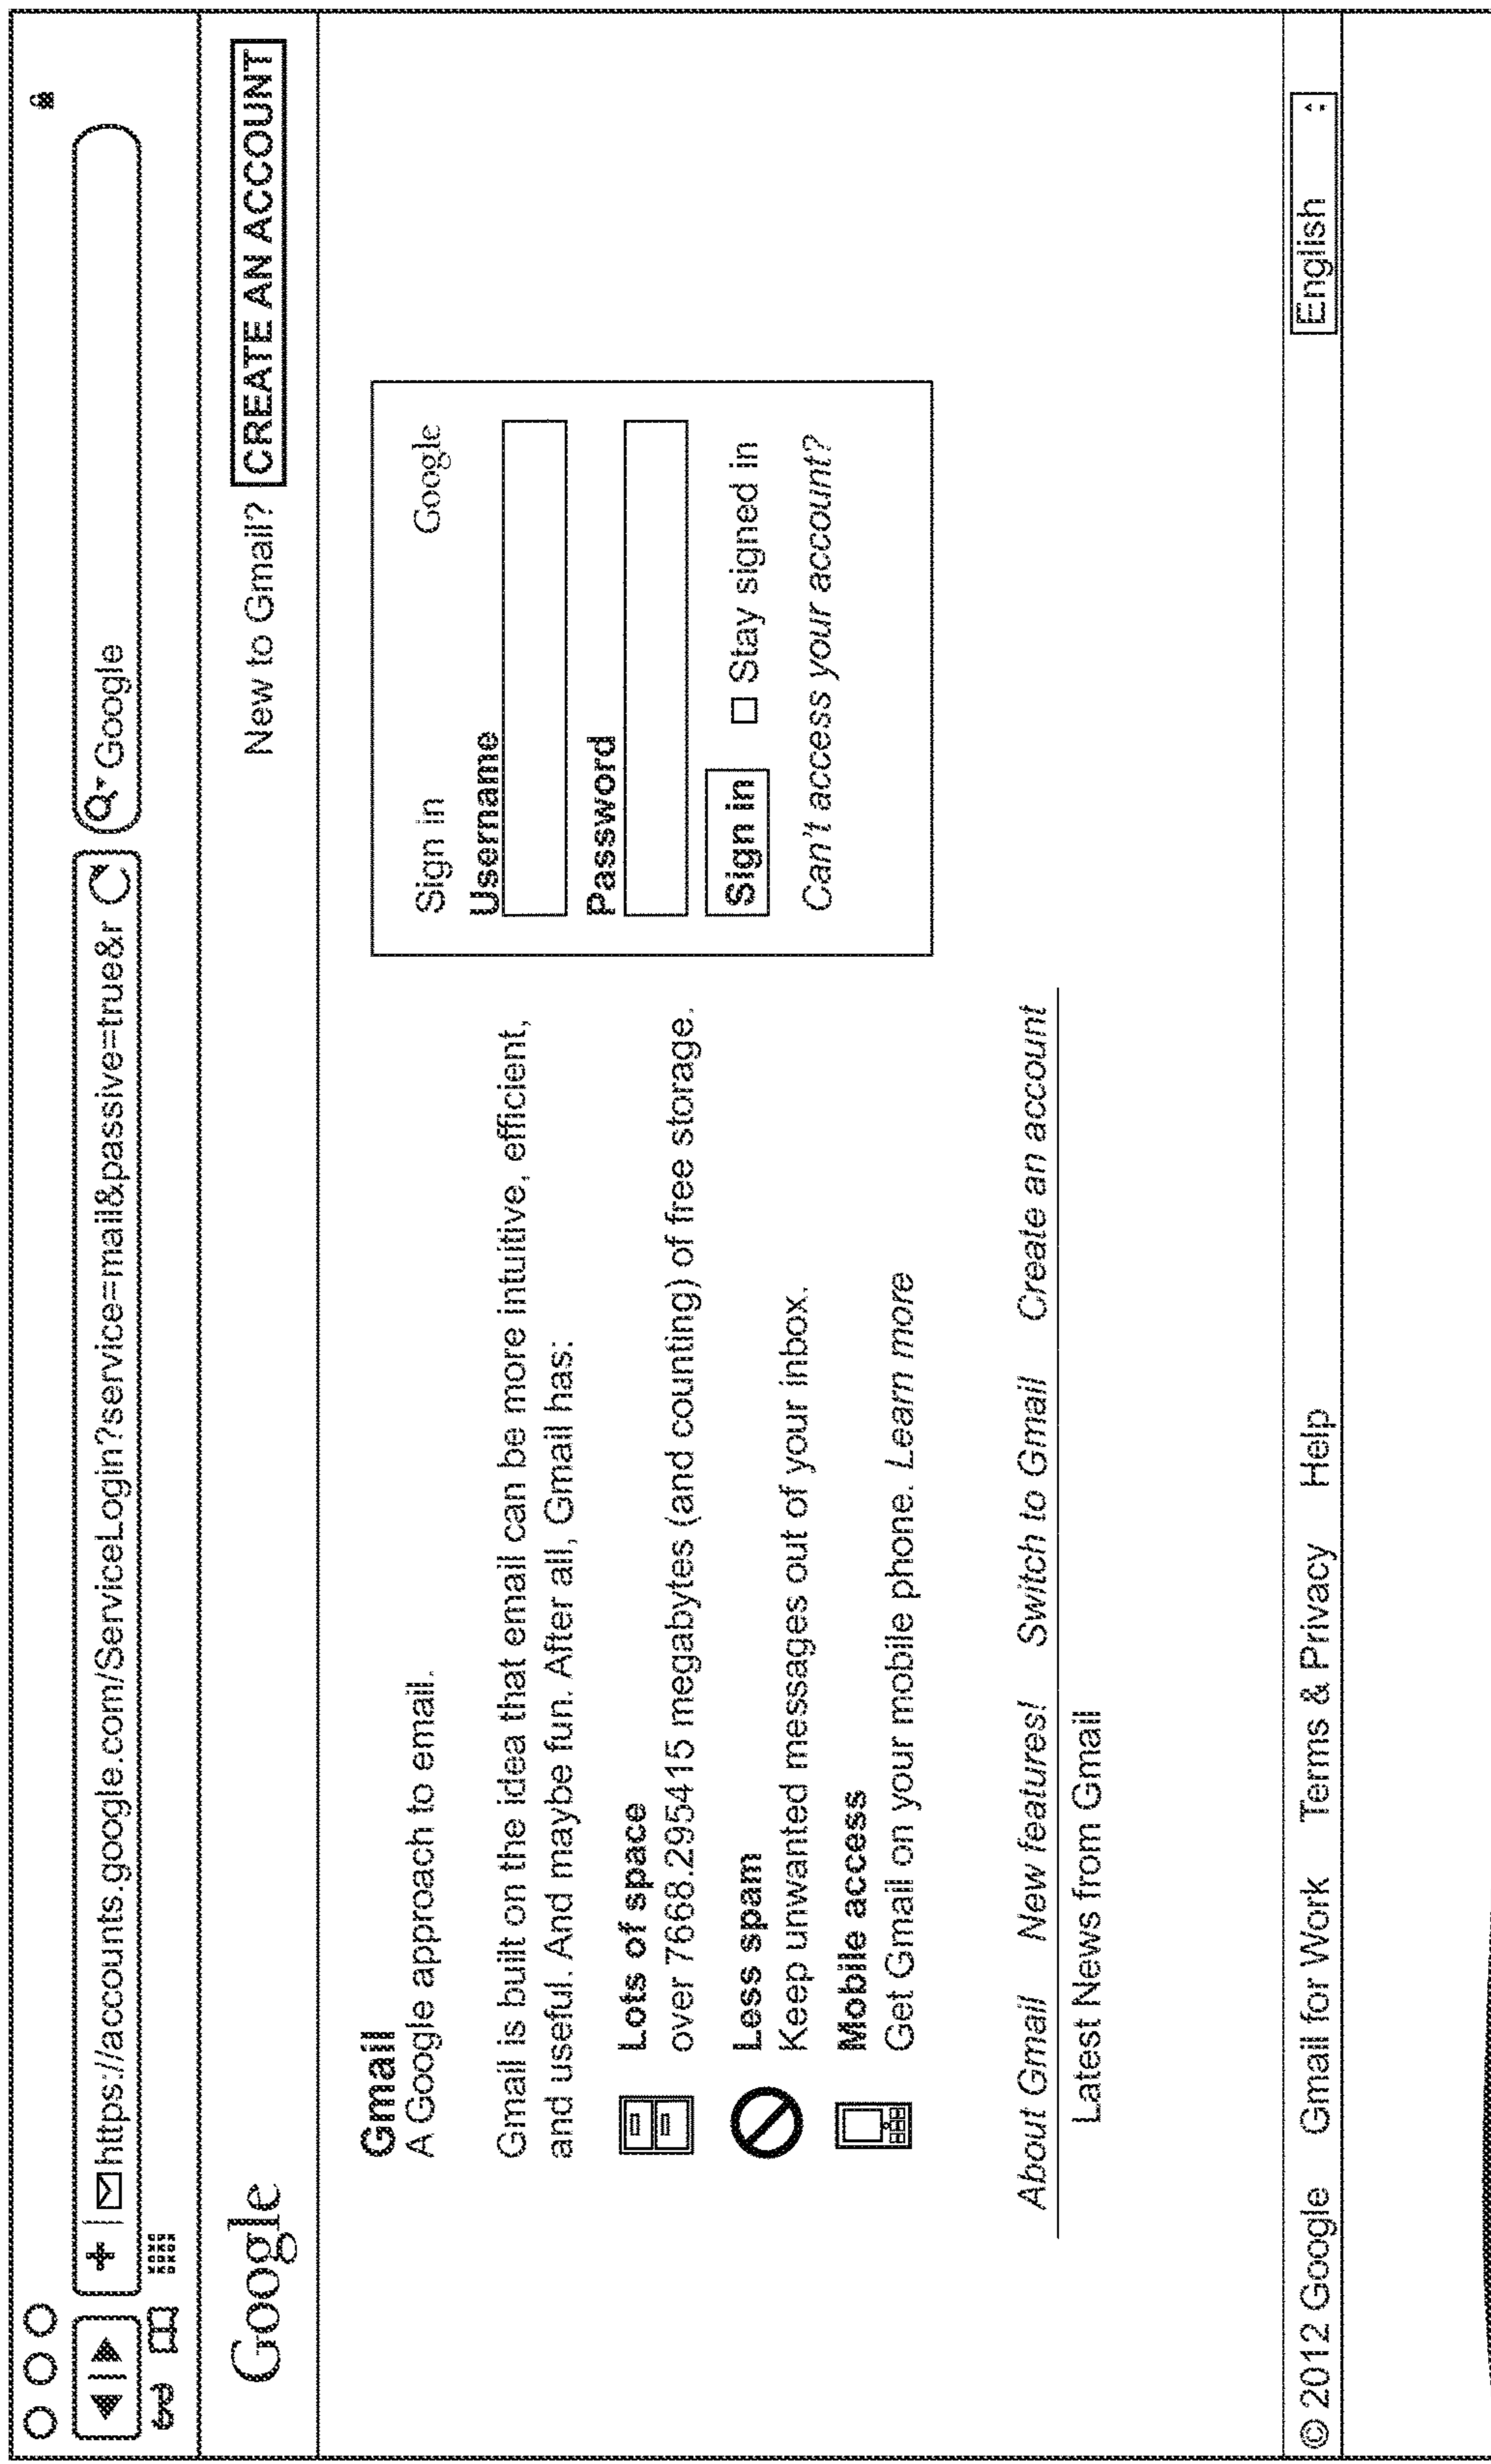 https://accounts.google.com/ServiceLogin?service=mail&passive=true&r
Google
Google
New to Gmail? CREATE AN ACCOUNT
Gmail
A Google approach to email.
Gmail is built on the idea that email can be more intuitive, efficient,
and useful. And maybe fun. After all, Gmail has:
Lots of space
over 7668.295415 megabytes (and counting) of free storage.
Less spam
Keep unwanted messages out of your inbox.
Mobile access
Get Gmail on your mobile phone. Learn more
About Gmail New features! Switch to Gmail Create an account
Latest News from Gmail
Sign in Google
Username
Password
Sign in Stay signed in
Can't access your account?
© 2012 Google Gmail for Work Terms & Privacy Help English